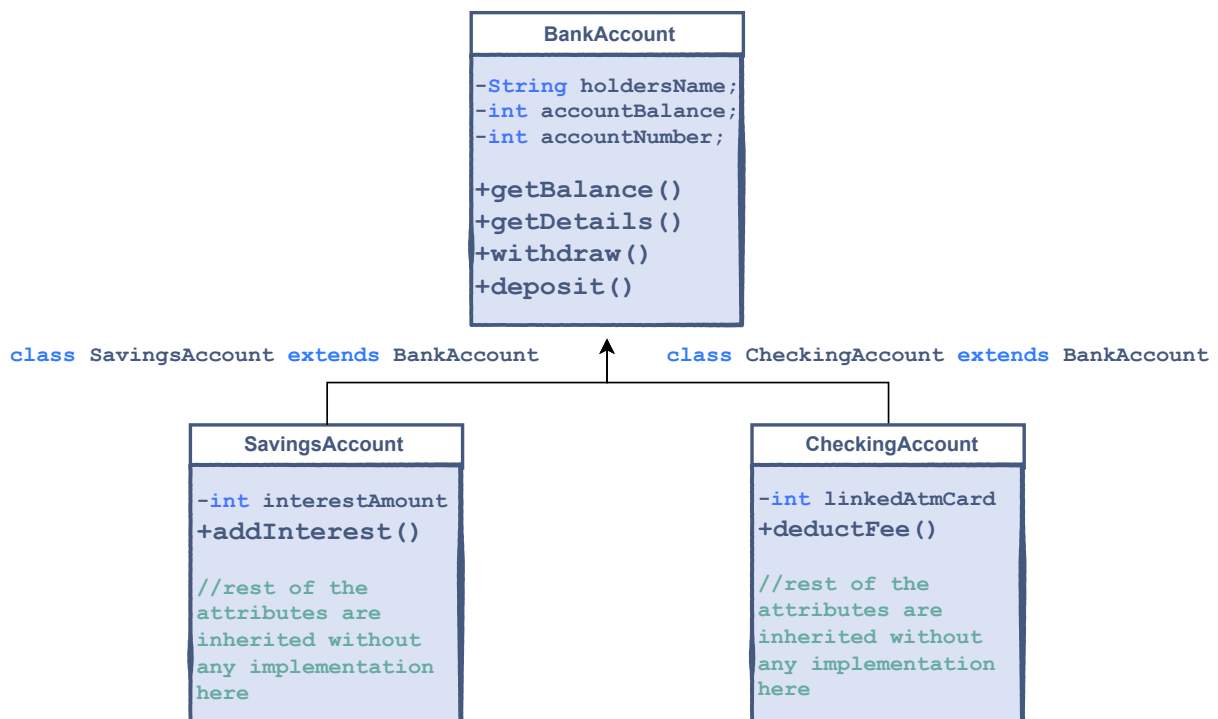 BankAccount
-String holdersName;
-int accountBalance;
-int accountNumber;
+getBalance()
+getDetails()
+withdraw()
+deposit()
class SavingsAccount extends BankAccount
class CheckingAccount extends BankAccount
SavingsAccount
-int interestAmount
+addInterest()
//rest of the
attributes are
inherited without
any implementation
here
CheckingAccount
-int linkedAtmCard
+deductFee()
//rest of the
attributes are
inherited without
any implementation
here